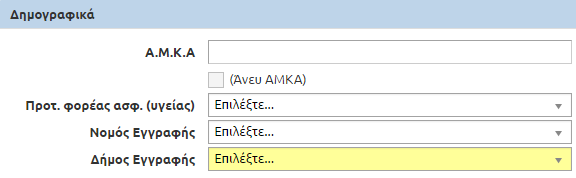 Δημογραφικά
Α.Μ.Κ.Α
(Άνευ ΑΜΚΑ)
Προτ. φορέας ασφ. (υγείας) Επιλέξτε...
Νομός Εγγραφής Επιλέξτε...
Δήμος Εγγραφής Επιλέξτε...